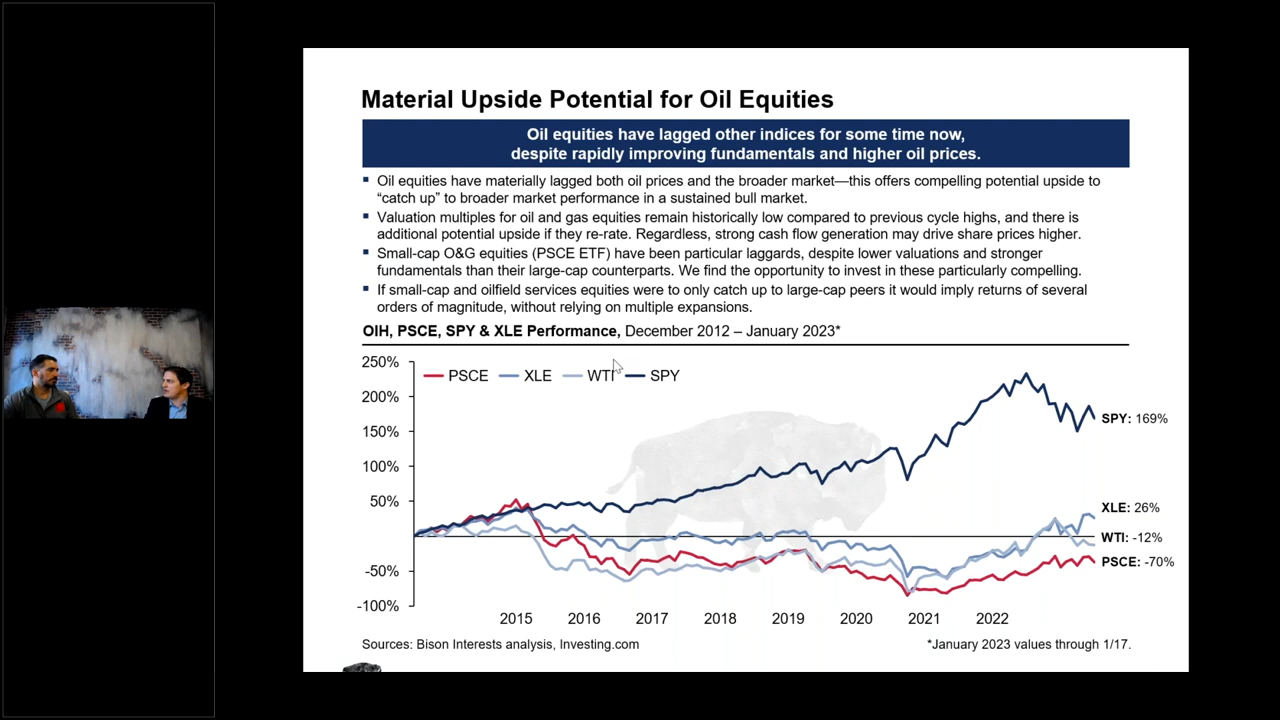 Material Upside Potential for Oil Equities
Oil equities have lagged other indices for some time now,
despite rapidly improving fundamentals and higher oil prices.
▪ Oil equities have materially lagged both oil prices and the broader market—this offers compelling potential upside to
“catch up” to broader market performance in a sustained bull market.
▪ Valuation multiples for oil and gas equities remain historically low compared to previous cycle highs, and there is
additional potential upside if they re-rate. Regardless, strong cash flow generation may drive share prices higher.
▪ Small-cap O&G equities (PSCE ETF) have been particular laggards, despite lower valuations and stronger
fundamentals than their large-cap counterparts. We find the opportunity to invest in these particularly compelling.
▪ If small-cap and oilfield services equities were to only catch up to large-cap peers it would imply returns of several
orders of magnitude, without relying on multiple expansions.
OIH, PSCE, SPY & XLE Performance, December 2012 – January 2023*
PSCE XLE WTI SPY
250%
200%
150%
100%
50%
0%
-50%
-100%
SPY: 169%
XLE: 26%
WTI: -12%
PSCE: -70%
2015 2016 2017 2018 2019 2020 2021 2022
Sources: Bison Interests analysis, Investing.com
*January 2023 values through 1/17.